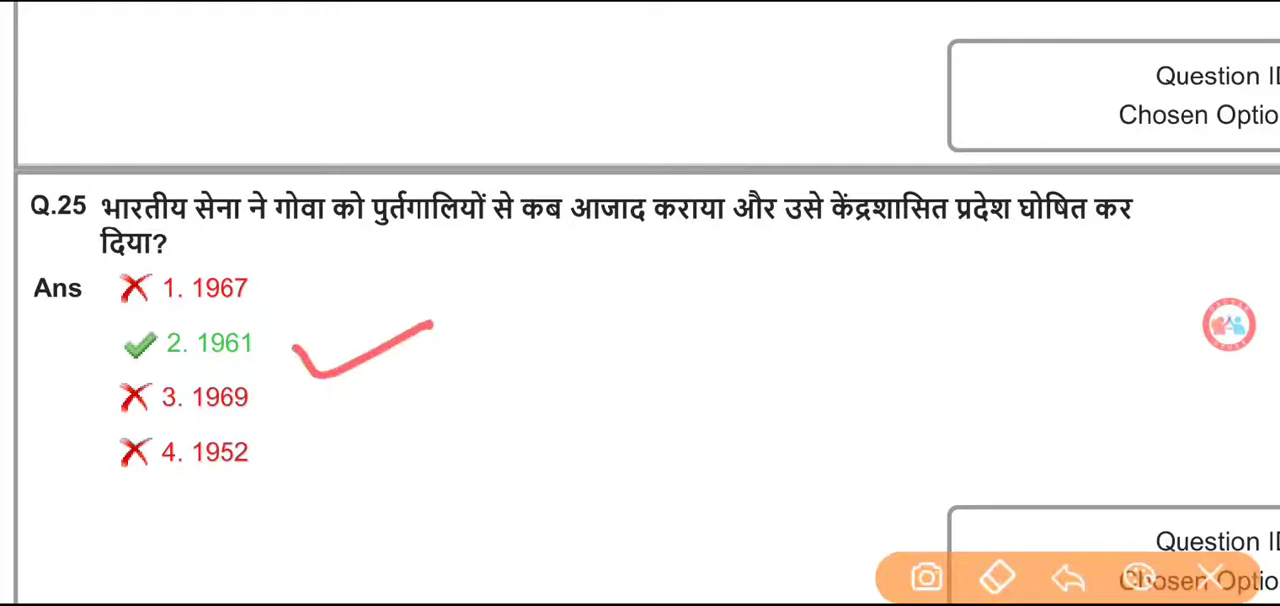 Question
Chosen Optio
Q.25 भारतीय सेना ने गोवा को पुर्तगालियों से कब आजाद कराया और उसे केंद्रशासित प्रदेश घोषित कर
दिया?
Ans 1. 1967
2. 1961
3. 1969
4. 1952
Question
Chosen Optio